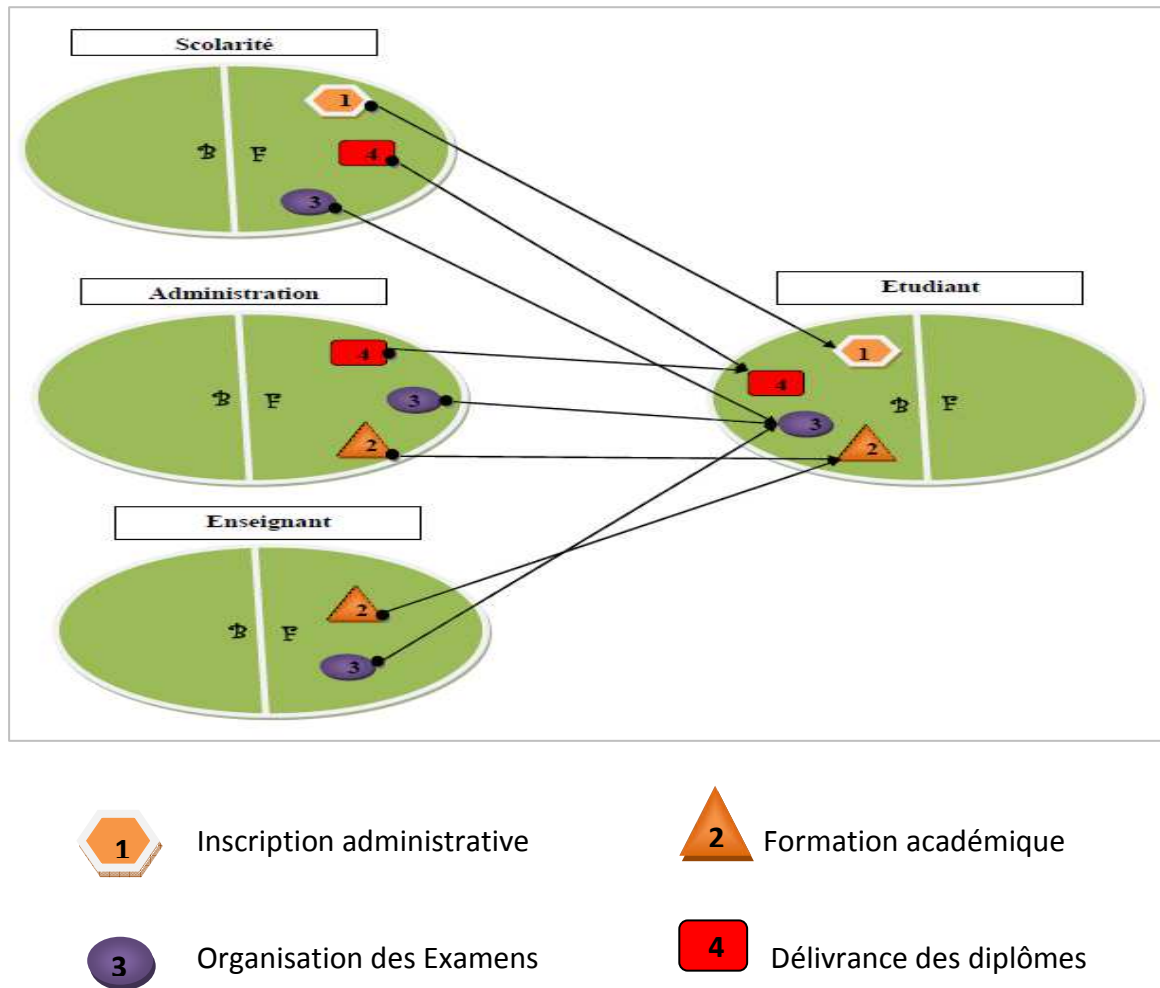 Scolarité
1
B F
4
3
Administration
4
B F
3
2
Etudiant
1
4
B F
3
2
Enseignant
2
B F
3
1 Inscription administrative
2 Formation académique
3 Organisation des Examens
4 Délivrance des diplômes